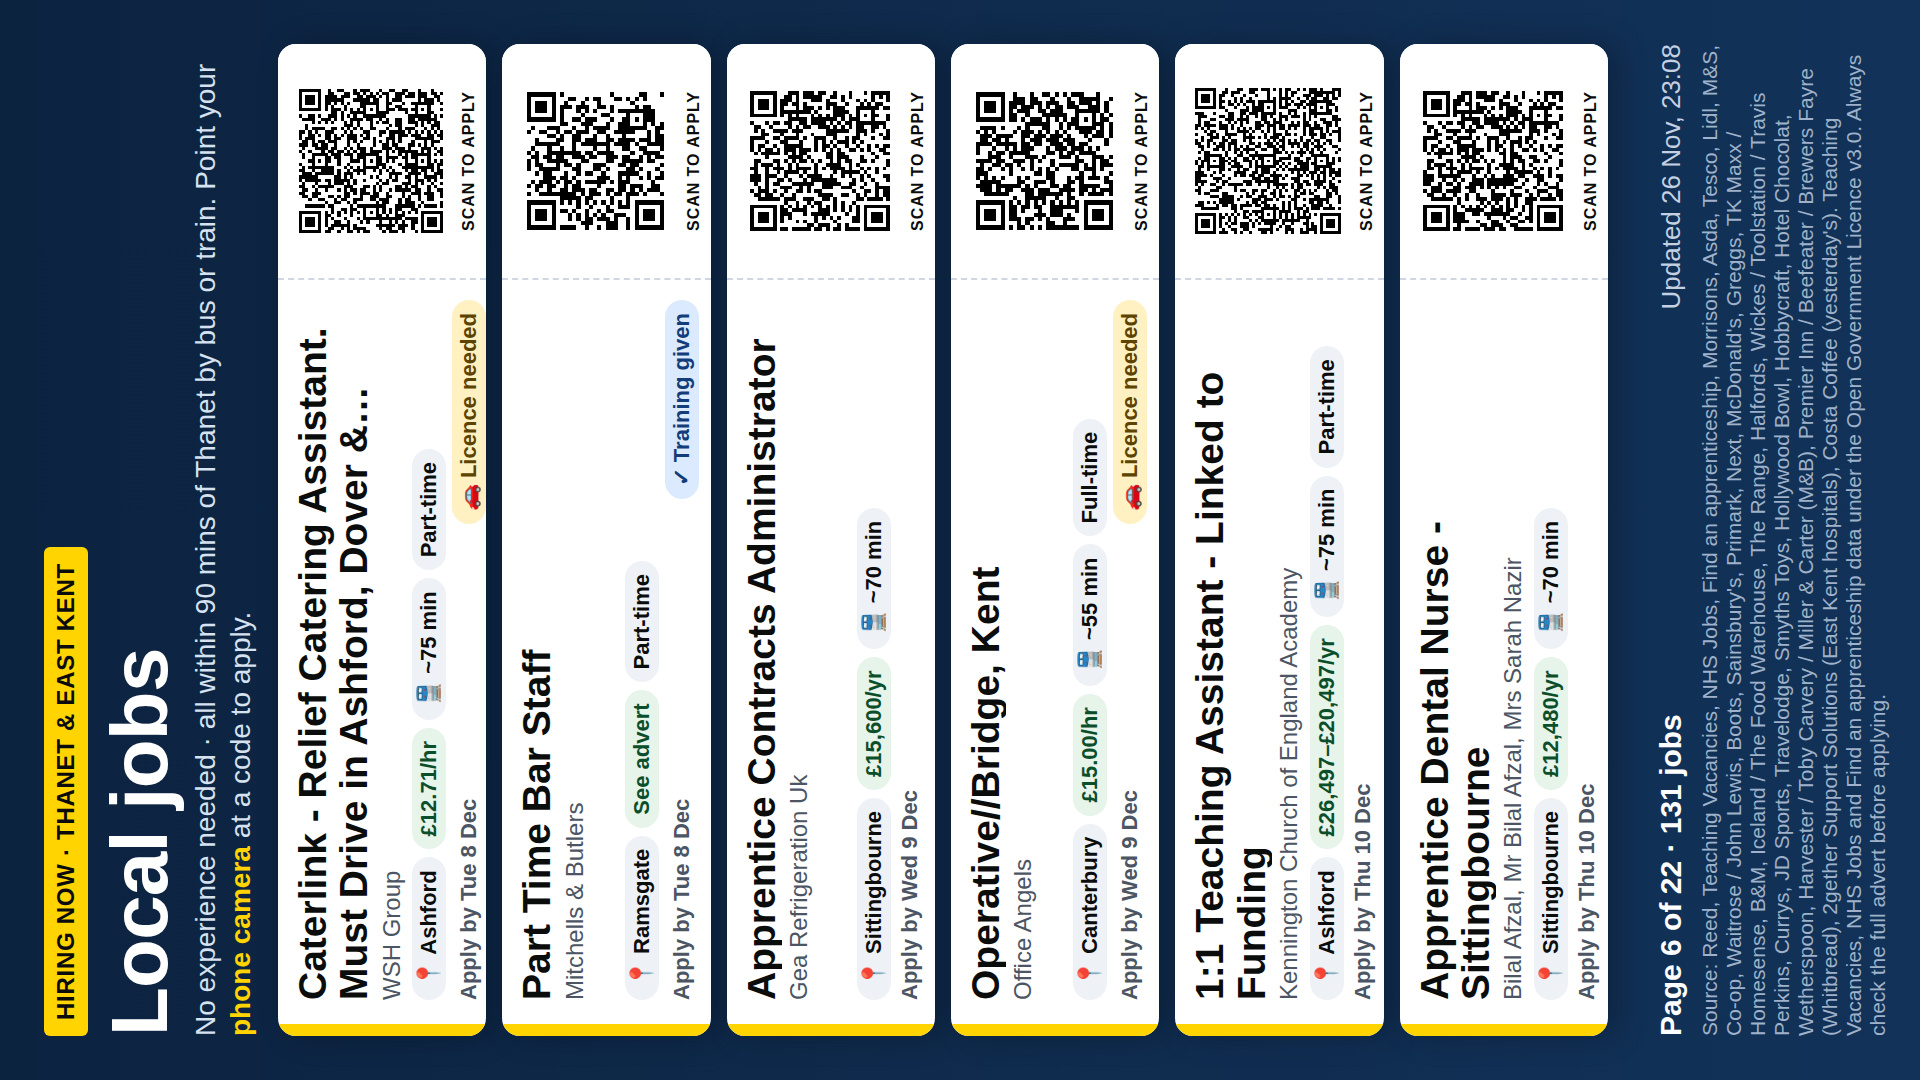 HIRING NOW · THANET & EAST KENT
Local jobs
No experience needed · all within 90 mins of Thanet by bus or train. Point your
phone camera at a code to apply.
Caterlink - Relief Catering Assistant.
Must Drive in Ashford, Dover &...
WSH Group
📍 Ashford £12.71/hr 🚆 ~75 min Part-time
Apply by Tue 8 Dec 🚗 Licence needed
SCAN TO APPLY
Part Time Bar Staff
Mitchells & Butlers
📍 Ramsgate See advert Part-time
Apply by Tue 8 Dec ✓ Training given
SCAN TO APPLY
Apprentice Contracts Administrator
Gea Refrigeration Uk
📍 Sittingbourne £15,600/yr 🚆 ~70 min
Apply by Wed 9 Dec
SCAN TO APPLY
Operative//Bridge, Kent
Office Angels
📍 Canterbury £15.00/hr 🚆 ~55 min Full-time
Apply by Wed 9 Dec 🚗 Licence needed
SCAN TO APPLY
1:1 Teaching Assistant - Linked to
Funding
Kennington Church of England Academy
📍 Ashford £26,497–£20,497/yr 🚆 ~75 min Part-time
Apply by Thu 10 Dec
SCAN TO APPLY
Apprentice Dental Nurse -
Sittingbourne
Bilal Afzal, Mr Bilal Afzal, Mrs Sarah Nazir
📍 Sittingbourne £12,480/yr 🚆 ~70 min
Apply by Thu 10 Dec
SCAN TO APPLY
Page 6 of 22 · 131 jobs Updated 26 Nov, 23:08
Source: Reed, Teaching Vacancies, NHS Jobs, Find an apprenticeship, Morrisons, Asda, Tesco, Lidl, M&S,
Co-op, Waitrose / John Lewis, Boots, Sainsbury's, Primark, Next, McDonald's, Greggs, TK Maxx /
Homesense, B&M, Iceland / The Food Warehouse, The Range, Halfords, Wickes / Toolstation / Travis
Perkins, Currys, JD Sports, Travelodge, Smyths Toys, Hollywood Bowl, Hobbycraft, Hotel Chocolat,
Wetherspoon, Harvester / Toby Carvery / Miller & Carter (M&B), Premier Inn / Beefeater / Brewers Fayre
(Whitbread), 2gether Support Solutions (East Kent hospitals), Costa Coffee (yesterday's). Teaching
Vacancies, NHS Jobs and Find an apprenticeship data under the Open Government Licence v3.0. Always
check the full advert before applying.